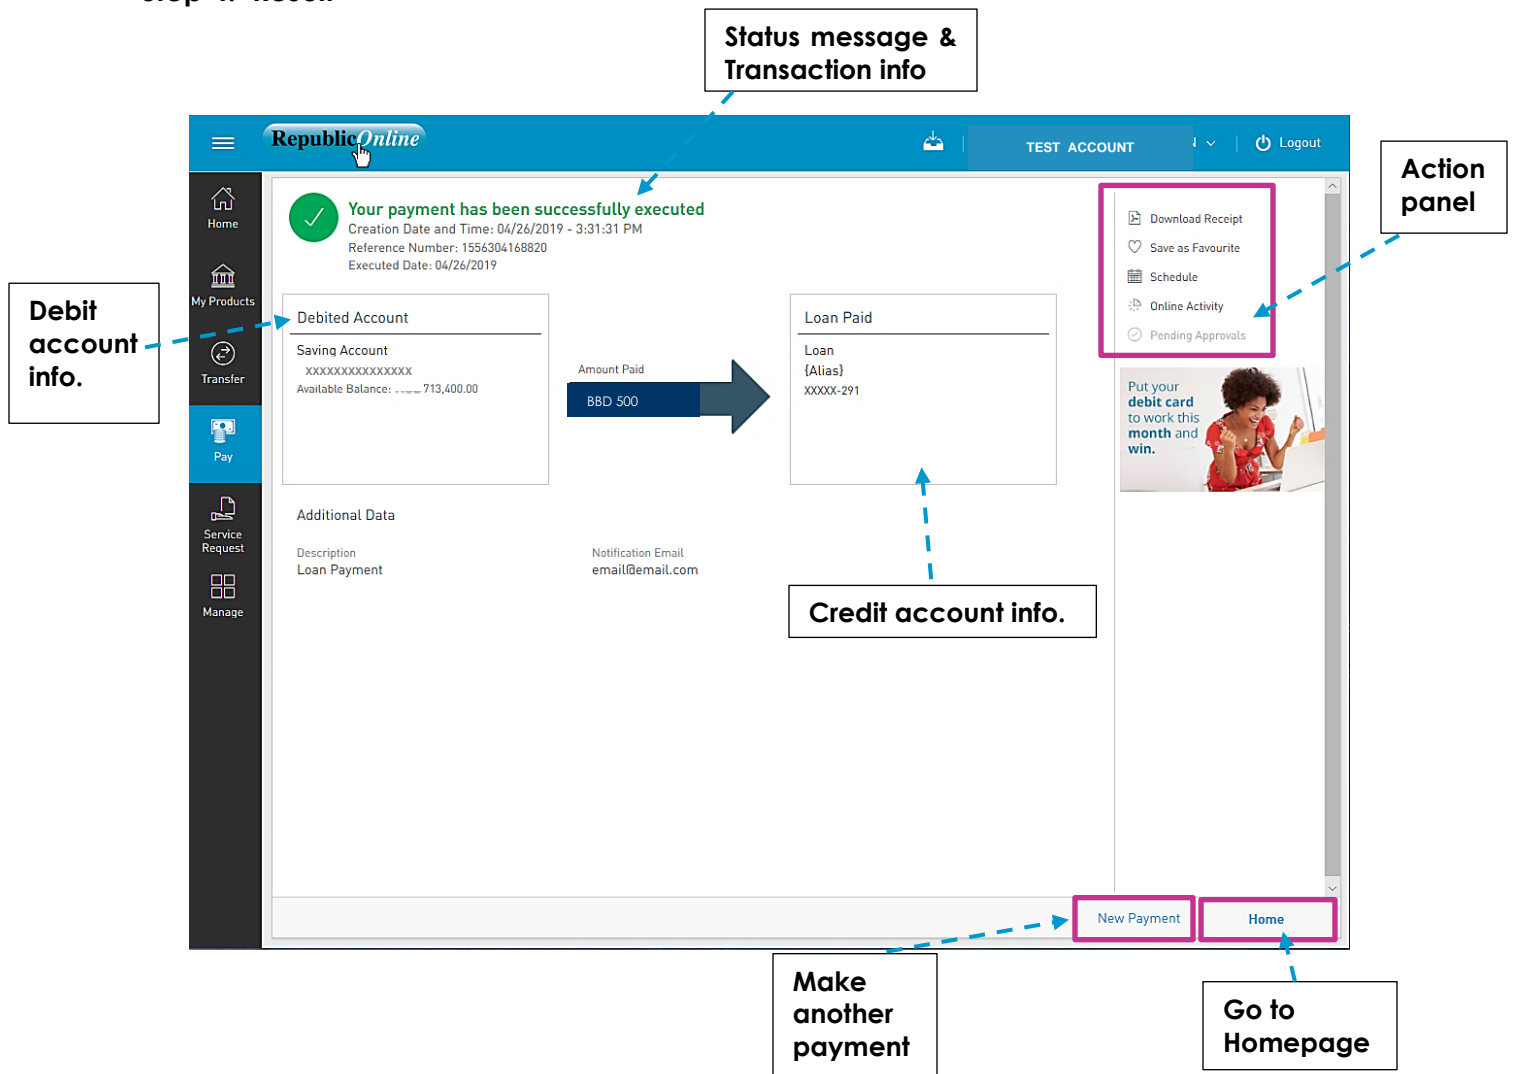 Status message &
Transaction info
RepublicOnline
TEST ACCOUNT
Logout
Action
panel
Home
My Products
Transfer
Pay
Service
Request
Manage
Your payment has been successfully executed
Creation Date and Time: 04/26/2019 - 3:31:31 PM
Reference Number: 1556304168820
Executed Date: 04/26/2019
Download Receipt
Save as Favourite
Schedule
Online Activity
Pending Approvals
Debit
account
info.
Debited Account
Saving Account
xxxxxxxxxxxxxxx
Available Balance: 713,400.00
Amount Paid
BBD 500
Loan Paid
Loan
{Alias}
XXXXX-291
Put your
debit card
to work this
month and
win.
Additional Data
Description
Loan Payment
Notification Email
email@email.com
Credit account info.
New Payment
Home
Make
another
payment
Go to
Homepage